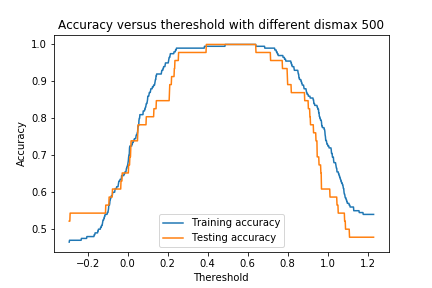 Accuracy versus thereshold with different dismax 500
1.0
0.9
0.8
0.7
0.6
0.5
Accuracy
Training accuracy
Testing accuracy
−0.2 0.0 0.2 0.4 0.6 0.8 1.0 1.2
Thereshold